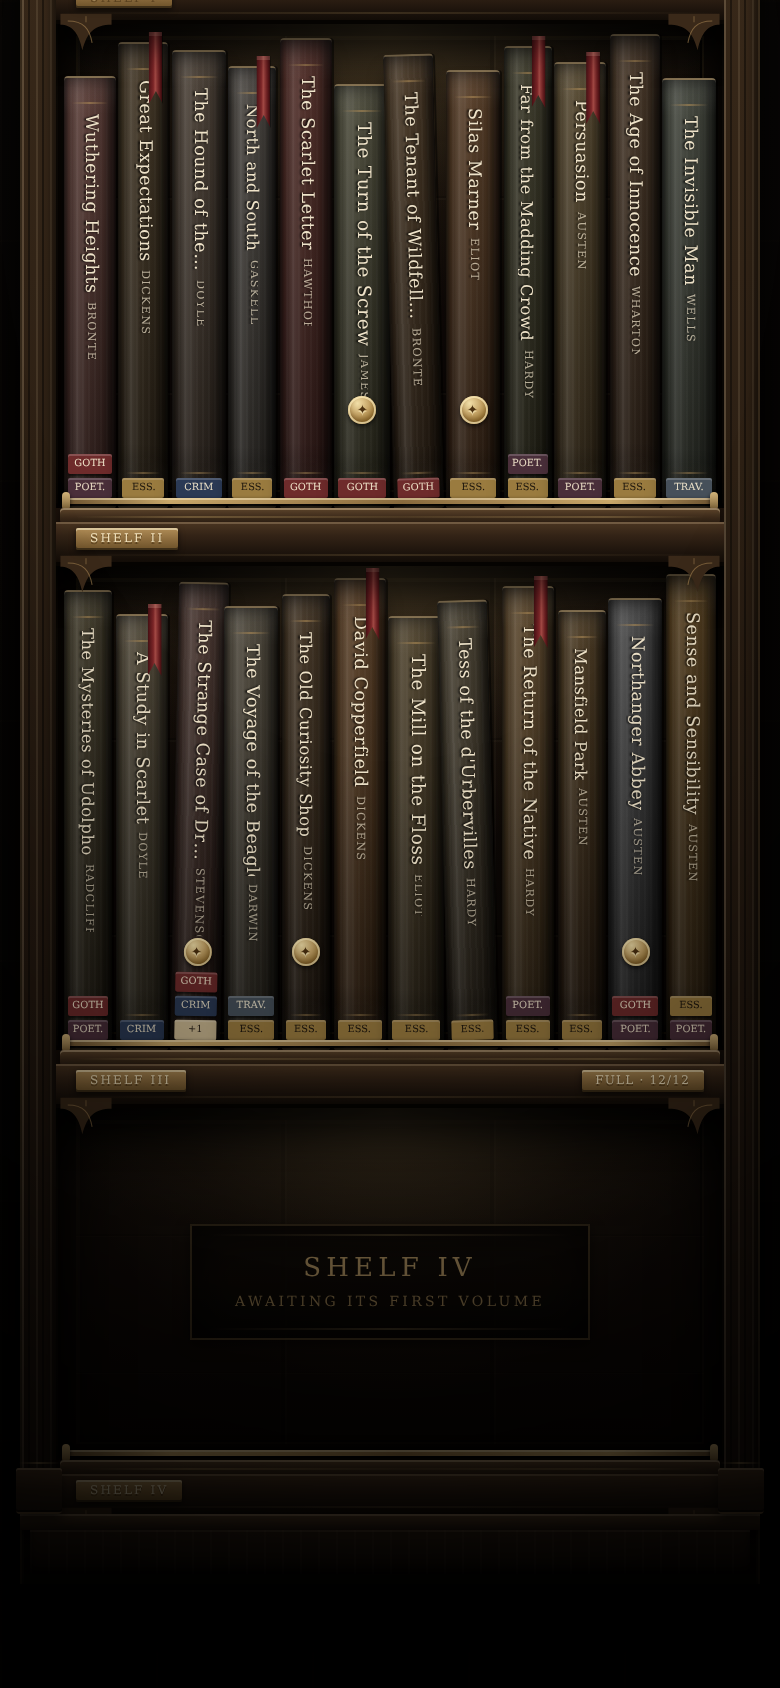 Wuthering Heights BRONTE
GOTH
POET.
Great Expectations DICKENS
ESS.
The Hound of the… DOYLE
CRIM
North and South GASKELL
ESS.
The Scarlet Letter HAWTHOR
GOTH
The Turn of the Screw JAMES
GOTH
The Tenant of Wildfell… BRONTE
GOTH
Silas Marner ELIOT
ESS.
Far from the Madding Crowd HARDY
POET.
ESS.
Persuasion AUSTEN
POET.
The Age of Innocence WHARTON
ESS.
The Invisible Man WELLS
TRAV.
SHELF II
The Mysteries of Udolpho RADCLIFF
GOTH
POET.
A Study in Scarlet DOYLE
CRIM
The Strange Case of Dr… STEVENS
GOTH
CRIM
+1
The Voyage of the Beagle DARWIN
TRAV.
ESS.
The Old Curiosity Shop DICKENS
ESS.
David Copperfield DICKENS
ESS.
The Mill on the Floss ELIOT
ESS.
Tess of the d'Urbervilles HARDY
ESS.
The Return of the Native HARDY
POET.
ESS.
Mansfield Park AUSTEN
ESS.
Northanger Abbey AUSTEN
GOTH
POET.
Sense and Sensibility AUSTEN
ESS.
POET.
SHELF III
FULL · 12/12
SHELF IV
AWAITING ITS FIRST VOLUME
SHELF IV